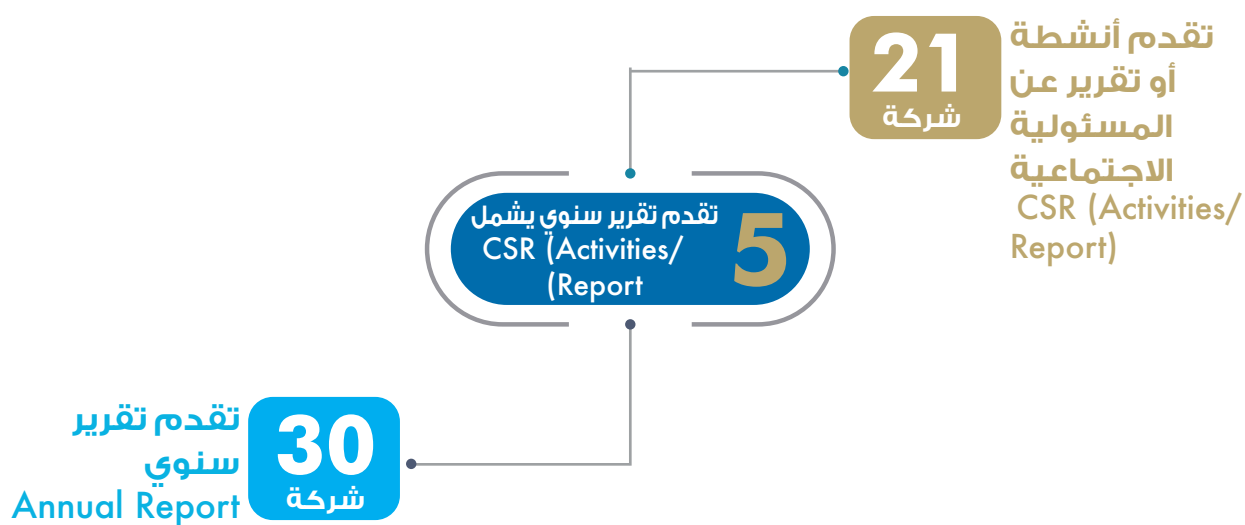 21
شركة
تقدم أنشطة
أو تقرير عن
المسئولية
الاجتماعية
CSR (Activities/
Report)
5
تقدم تقرير سنوي يشمل
CSR (Activities/
(Report
30
شركة
تقدم تقرير
سنوي
Annual Report